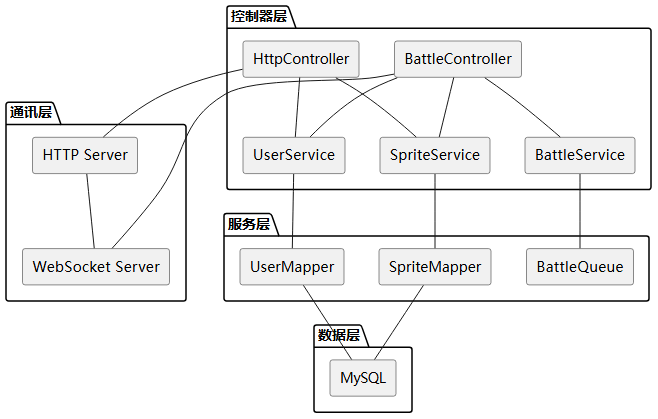 控制器层
HttpController
BattleController
通讯层
HTTP Server
UserService
SpriteService
BattleService
服务层
WebSocket Server
UserMapper
SpriteMapper
BattleQueue
数据层
MySQL